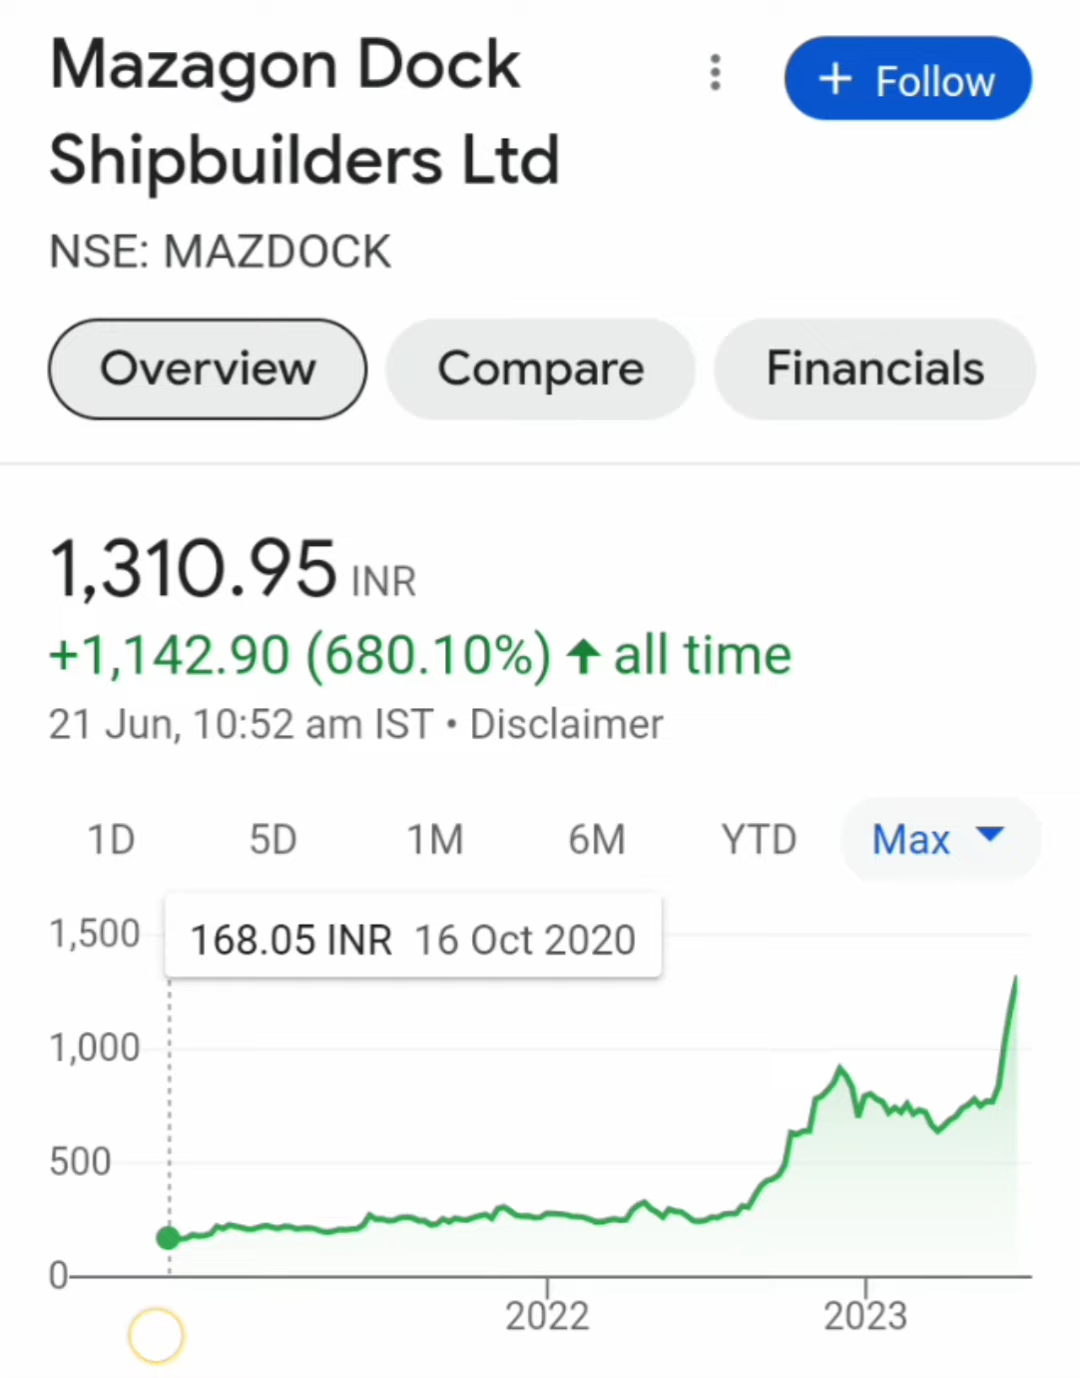 Mazagon Dock
Shipbuilders Ltd
+ Follow
NSE: MAZDOCK
Overview Compare Financials
1,310.95 INR
+1,142.90 (680.10%) ↑ all time
21 Jun, 10:52 am IST • Disclaimer
1D 5D 1M 6M YTD Max
168.05 INR 16 Oct 2020
1,500
1,000
500
0
2022 2023